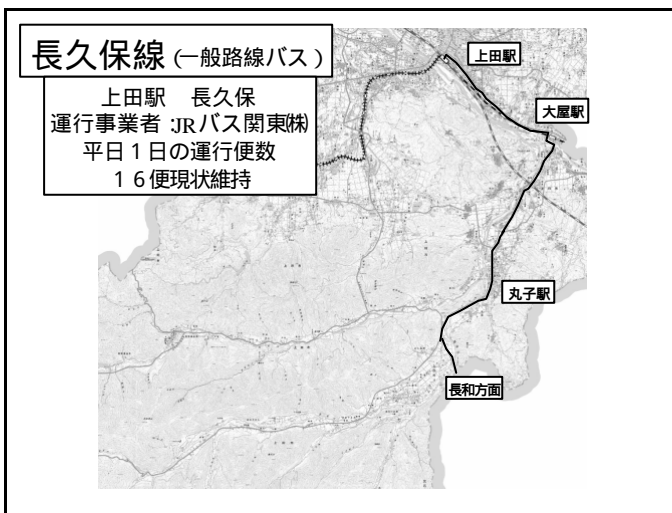 長久保線(一般路線バス)
上田駅　長久保
運行事業者:JRバス関東㈱
平日1日の運行便数
16便現状維持
上田駅
大屋駅
丸子駅
長和方面